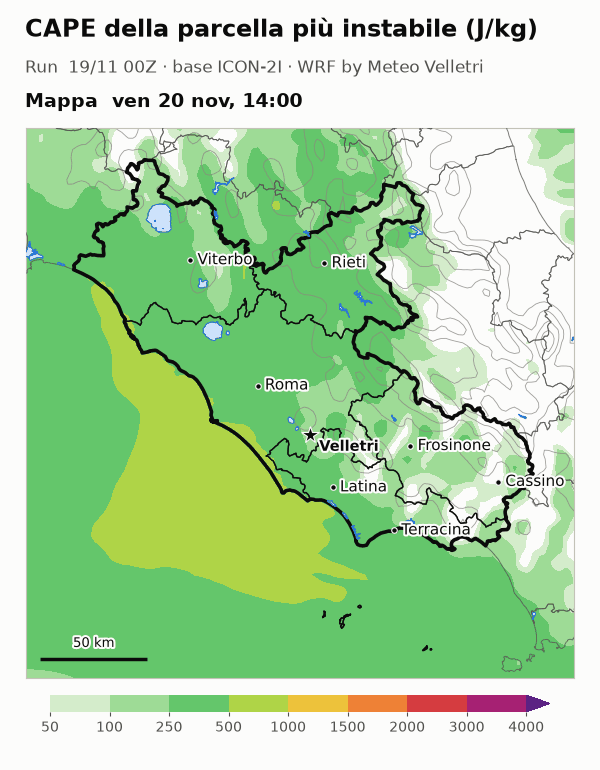 CAPE della parcella più instabile (J/kg)
Run  19/11 00Z · base ICON-2I · WRF by Meteo Velletri
Mappa  ven 20 nov, 14:00
Viterbo
Rieti
Roma
Velletri
Frosinone
Latina
Cassino
Terracina
50 km
50 100 250 500 1000 1500 2000 3000 4000